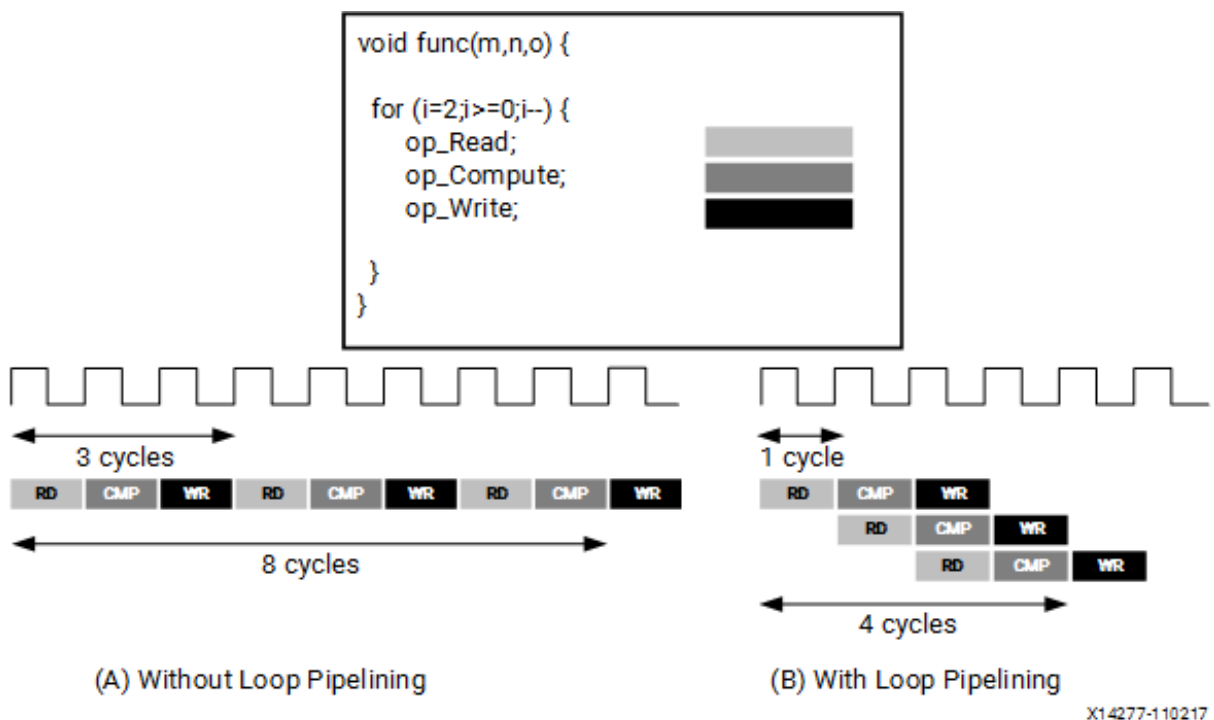 void func(m,n,o) {
for (i=2;i>=0;i--) {
op_Read;
op_Compute;
op_Write;
}
}
3 cycles
RD CMP WR RD CMP WR RD CMP WR
8 cycles
(A) Without Loop Pipelining
1 cycle
RD CMP WR
RD CMP WR
RD CMP WR
4 cycles
(B) With Loop Pipelining
X14277-110217